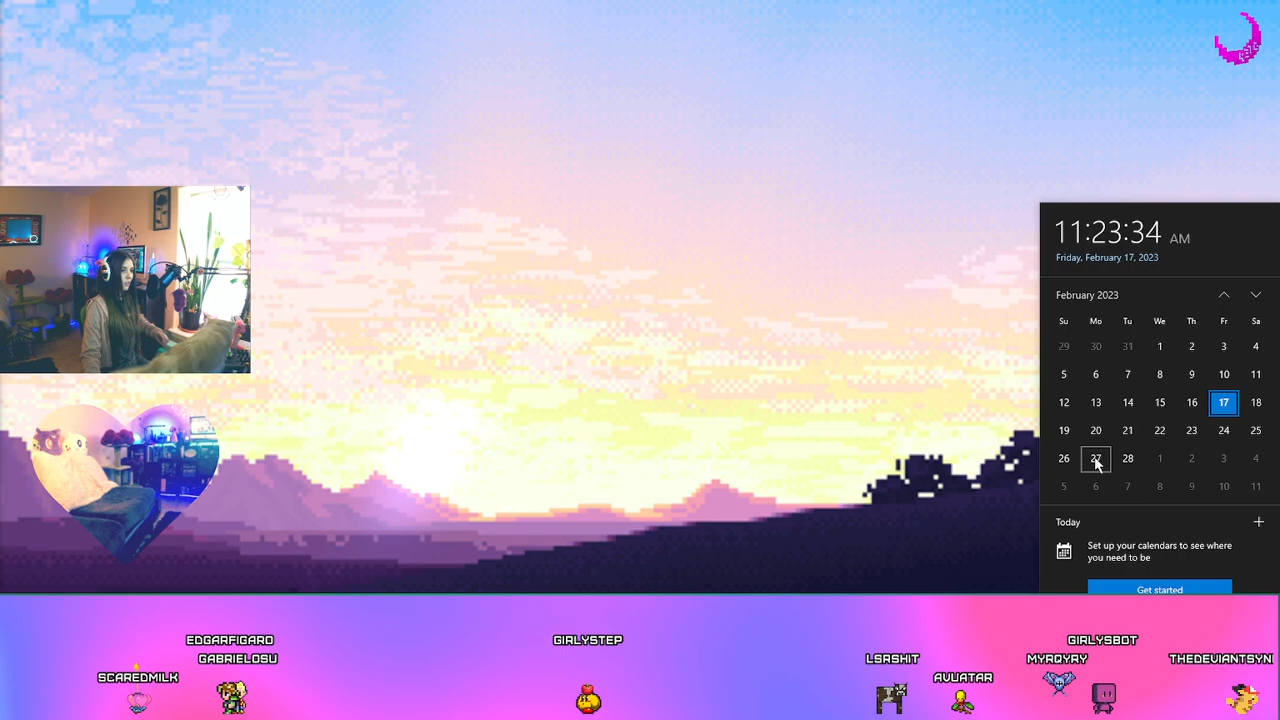 11:23:34 AM
Friday, February 17, 2023
February 2023
Su Mo Tu We Th Fr Sa
29 30 31 1 2 3 4
5 6 7 8 9 10 11
12 13 14 15 16 17 18
19 20 21 22 23 24 25
26 27 28 1 2 3 4
5 6 7 8 9 10 11
Today
Set up your calendars to see where
you need to be
Get started
EDGARFIGARO
GABRIELOSU
SCAREDMILK
GIRLYSTEP
LSRSHIT
AVUATAR
GIRLYSBOT
MYRQYRY
THEDEVIANTSYN